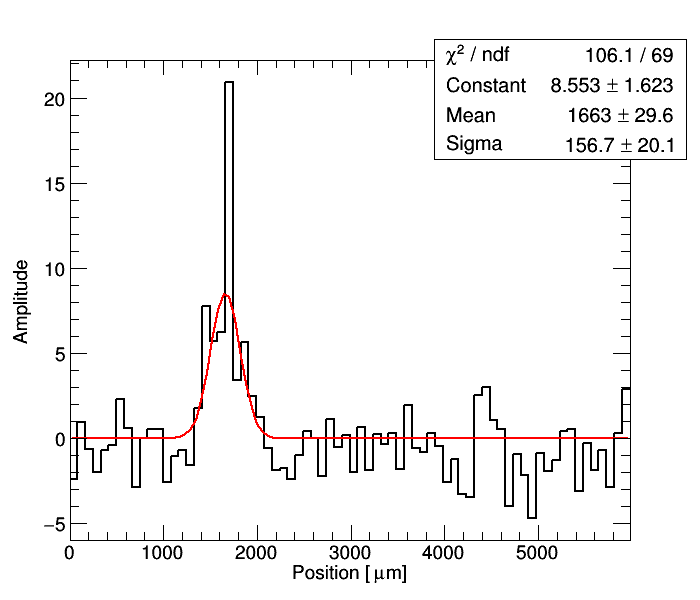 χ² / ndf 106.1 / 69
Constant 8.553 ± 1.623
Mean 1663 ± 29.6
Sigma 156.7 ± 20.1
20
15
10
5
0
−5
Amplitude
0 1000 2000 3000 4000 5000
Position [ μm]